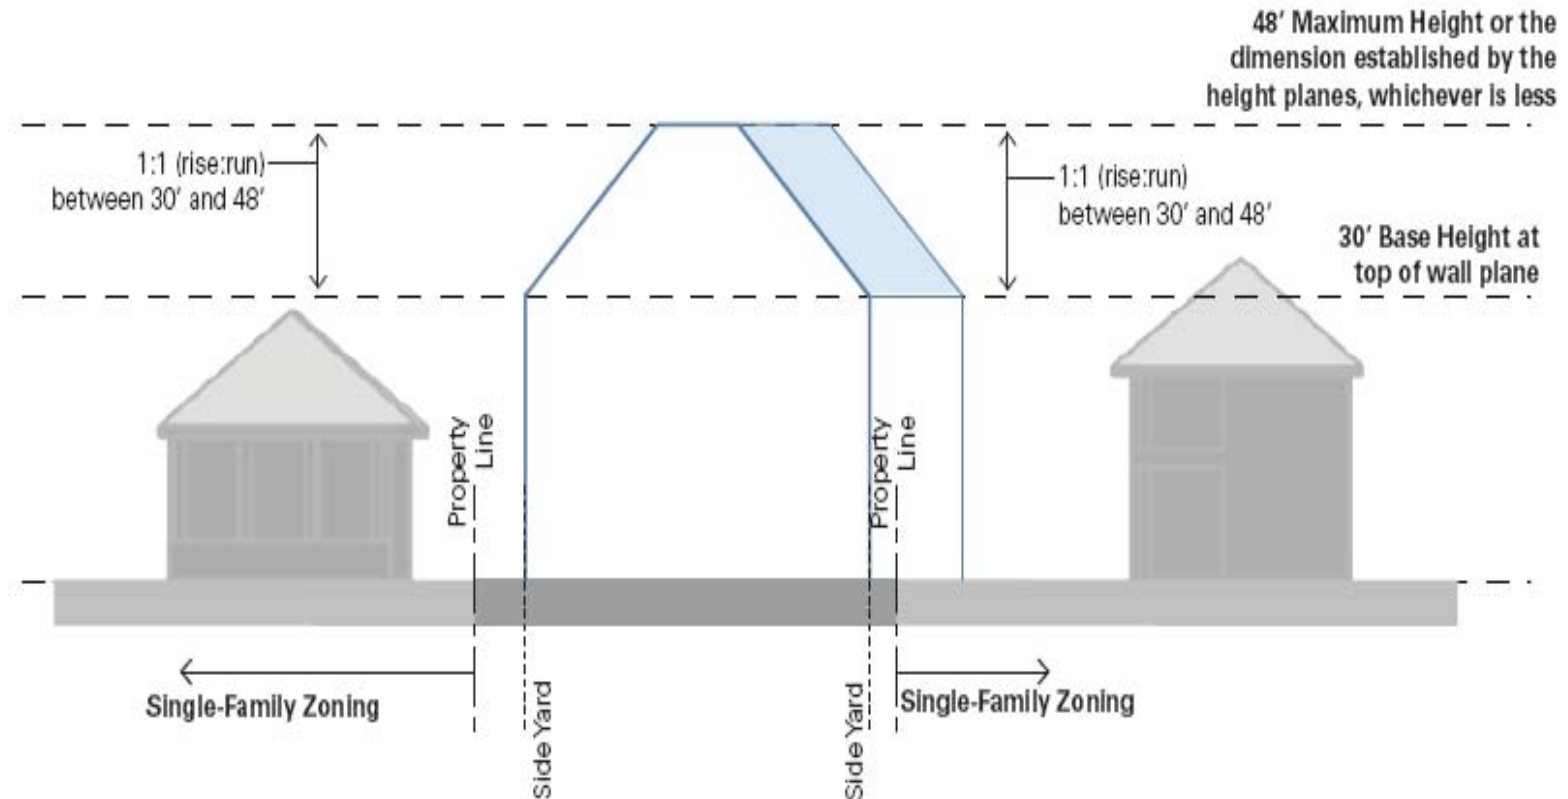 48' Maximum Height or the
dimension established by the
height planes, whichever is less
1:1 (rise:run)
between 30' and 48'
1:1 (rise:run)
between 30' and 48'
30' Base Height at
top of wall plane
Property
Line
Property
Line
Single-Family Zoning
Side Yard
Side Yard
Single-Family Zoning